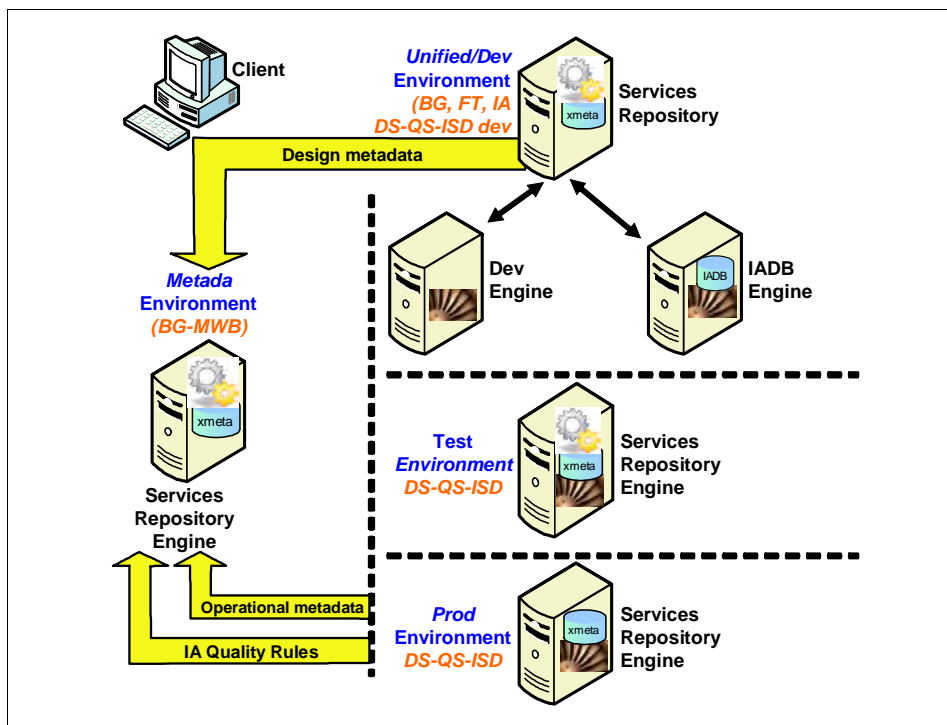 Client
Unified/Dev
Environment
(BG, FT, IA
DS-QS-ISD dev
xmeta
Services
Repository
Design metadata
Metada
Environment
(BG-MWB)
xmeta
Services
Repository
Engine
Dev
Engine
IADB
IADB
Engine
Test
Environment
DS-QS-ISD
xmeta
Services
Repository
Engine
Operational metadata
IA Quality Rules
Prod
Environment
DS-QS-ISD
xmeta
Services
Repository
Engine